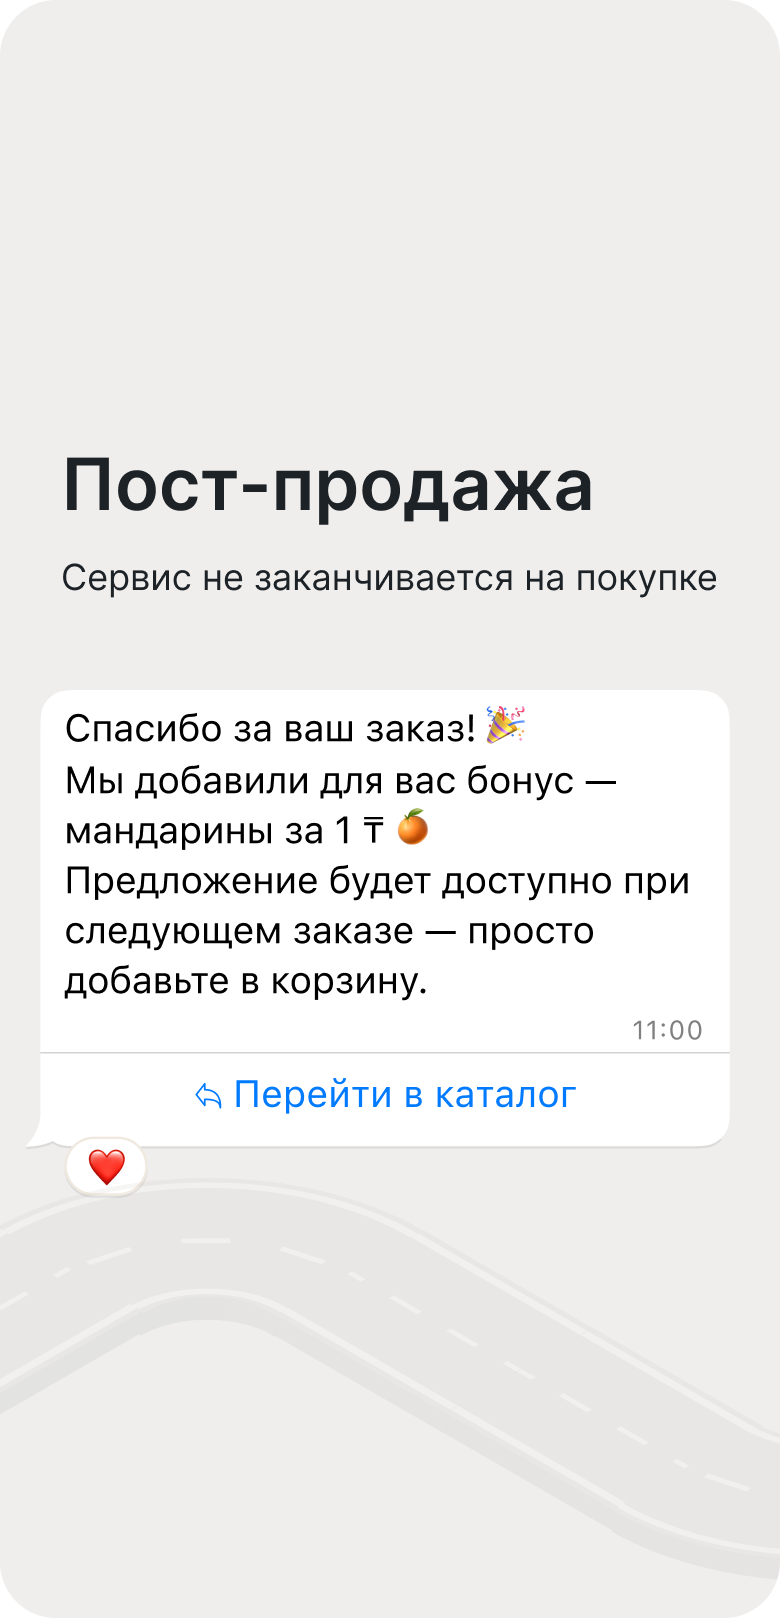 Пост-продажа
Сервис не заканчивается на покупке
Спасибо за ваш заказ! 🎉
Мы добавили для вас бонус —
мандарины за 1 ₸ 🍊
Предложение будет доступно при
следующем заказе — просто
добавьте в корзину.
11:00
Перейти в каталог